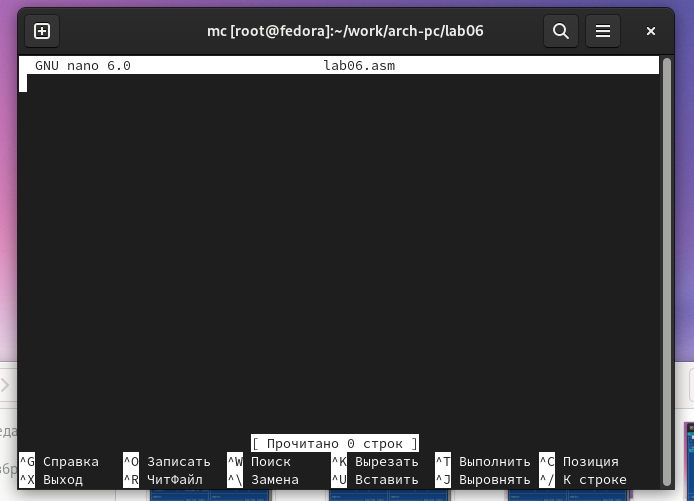 mc [root@fedora]:~/work/arch-pc/lab06
GNU nano 6.0 lab06.asm
[ Прочитано 0 строк ]
^G Справка ^O Записать ^W Поиск ^K Вырезать ^T Выполнить ^C Позиция
^X Выход ^R ЧитФайл ^\ Замена ^U Вставить ^J Выровнять ^/ К строке